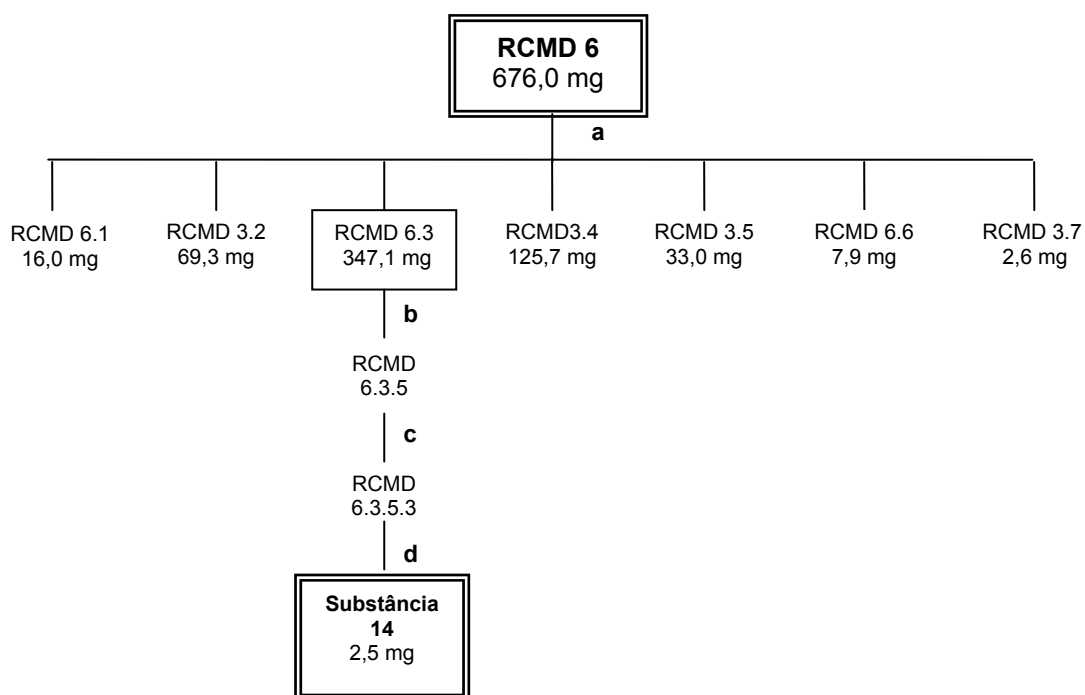 RCMD 6
676,0 mg
a
RCMD 6.1
16,0 mg
RCMD 3.2
69,3 mg
RCMD 6.3
347,1 mg
RCMD3.4
125,7 mg
RCMD 3.5
33,0 mg
RCMD 6.6
7,9 mg
RCMD 3.7
2,6 mg
b
RCMD
6.3.5
c
RCMD
6.3.5.3
d
Substância
14
2,5 mg